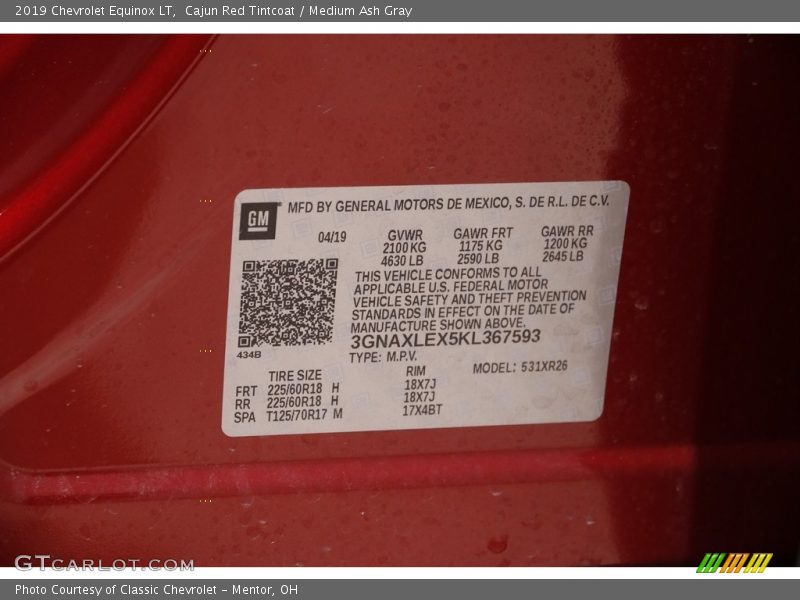 2019 Chevrolet Equinox LT,  Cajun Red Tintcoat / Medium Ash Gray
GM
MFD BY GENERAL MOTORS DE MEXICO, S. DE R.L. DE C.V.
04/19 GVWR GAWR FRT GAWR RR
2100 KG 1175 KG 1200 KG
4630 LB 2590 LB 2645 LB
THIS VEHICLE CONFORMS TO ALL
APPLICABLE U.S. FEDERAL MOTOR
VEHICLE SAFETY AND THEFT PREVENTION
STANDARDS IN EFFECT ON THE DATE OF
MANUFACTURE SHOWN ABOVE.
3GNAXLEX5KL367593
434B
TYPE: M.P.V. MODEL: 531XR26
TIRE SIZE RIM
FRT 225/60R18 H 18X7J
RR 225/60R18 H 18X7J
SPA T125/70R17 M 17X4BT
GTCARLOT.COM
Photo Courtesy of Classic Chevrolet - Mentor, OH